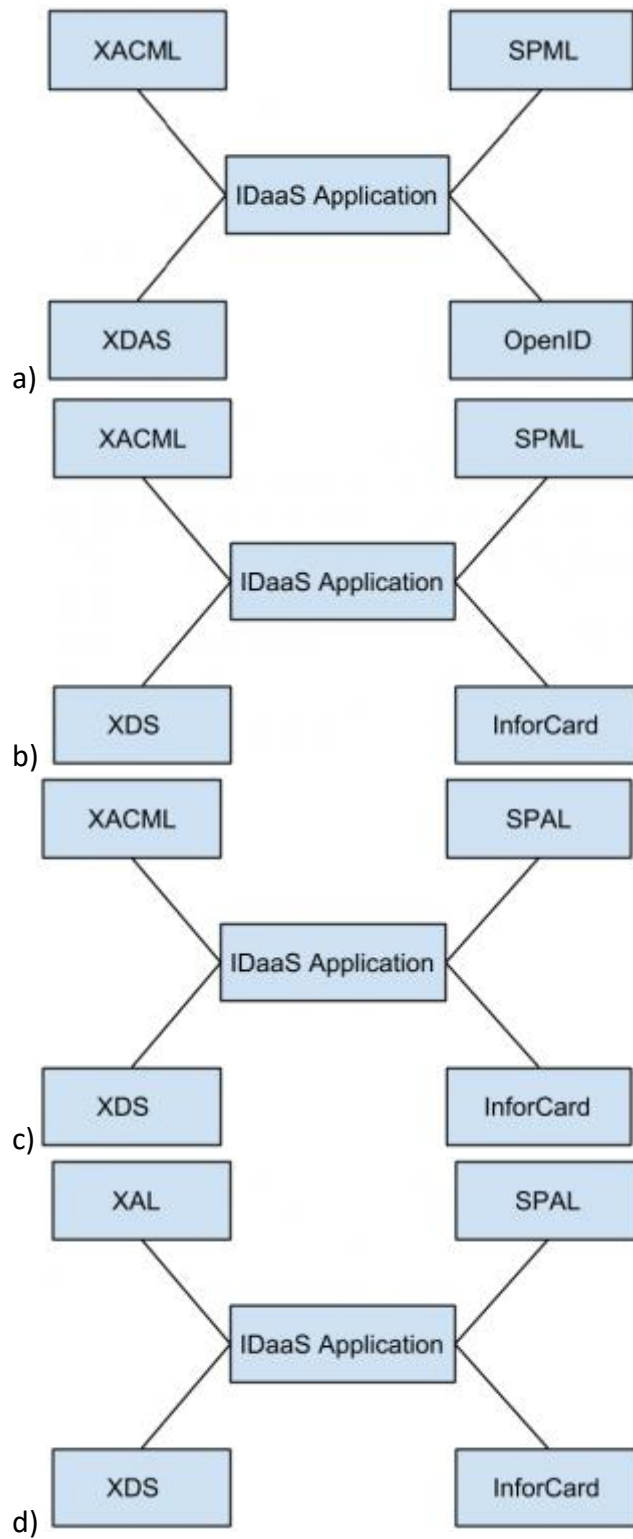 XACML SPML
IDaaS Application
XDAS OpenID
a)
XACML SPML
IDaaS Application
XDS InforCard
b)
XACML SPAL
IDaaS Application
XDS InforCard
c)
XAL SPAL
IDaaS Application
XDS InforCard
d)